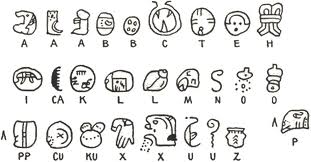 A A A B B C T E H
I CA K L L M N O O
PP CU KU X X U U Z P